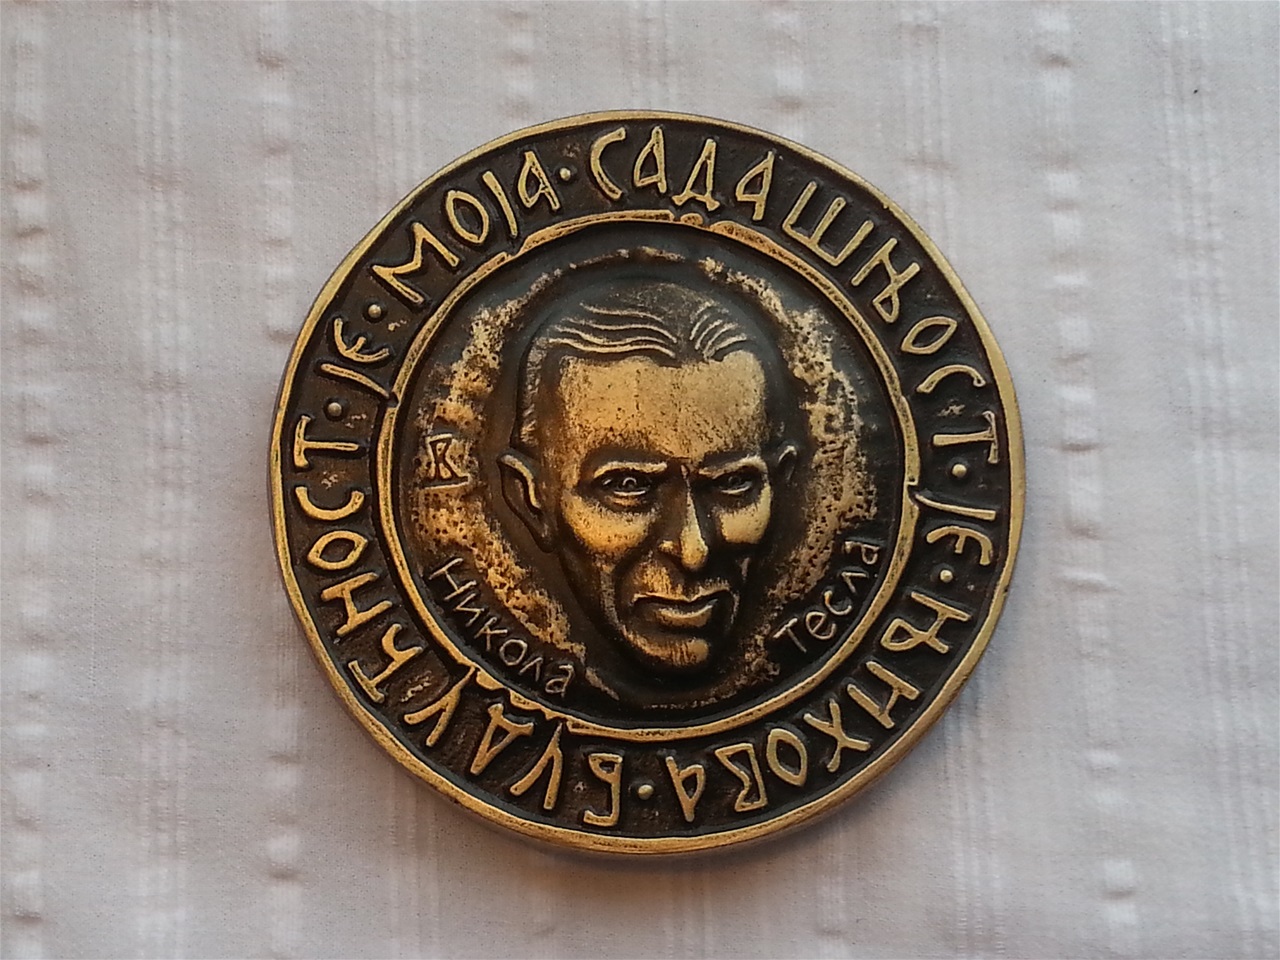 САДАШЊОСТ · ЈЕ · ЊИХОВА · БУДУЋНОСТ · ЈЕ · МОЈА ·
Никола Тесла